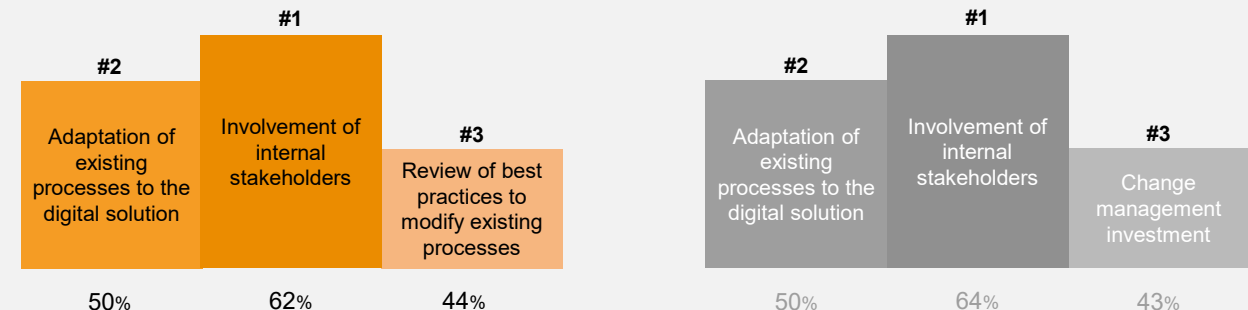 #1
#2
Adaptation of
existing
processes to the
digital solution
Involvement of
internal
stakeholders
#3
Review of best
practices to
modify existing
processes
50%
62%
44%
#1
#2
Adaptation of
existing
processes to the
digital solution
Involvement of
internal
stakeholders
#3
Change
management
investment
50%
64%
43%